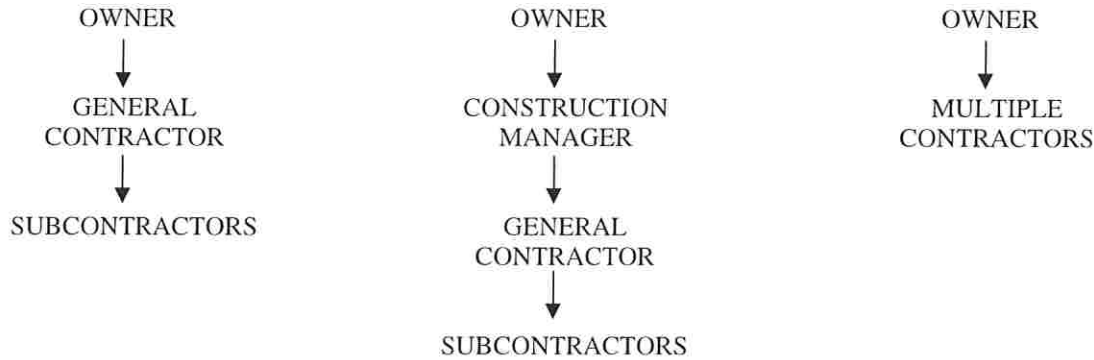 OWNER
GENERAL
CONTRACTOR
SUBCONTRACTORS
OWNER
CONSTRUCTION
MANAGER
GENERAL
CONTRACTOR
SUBCONTRACTORS
OWNER
MULTIPLE
CONTRACTORS